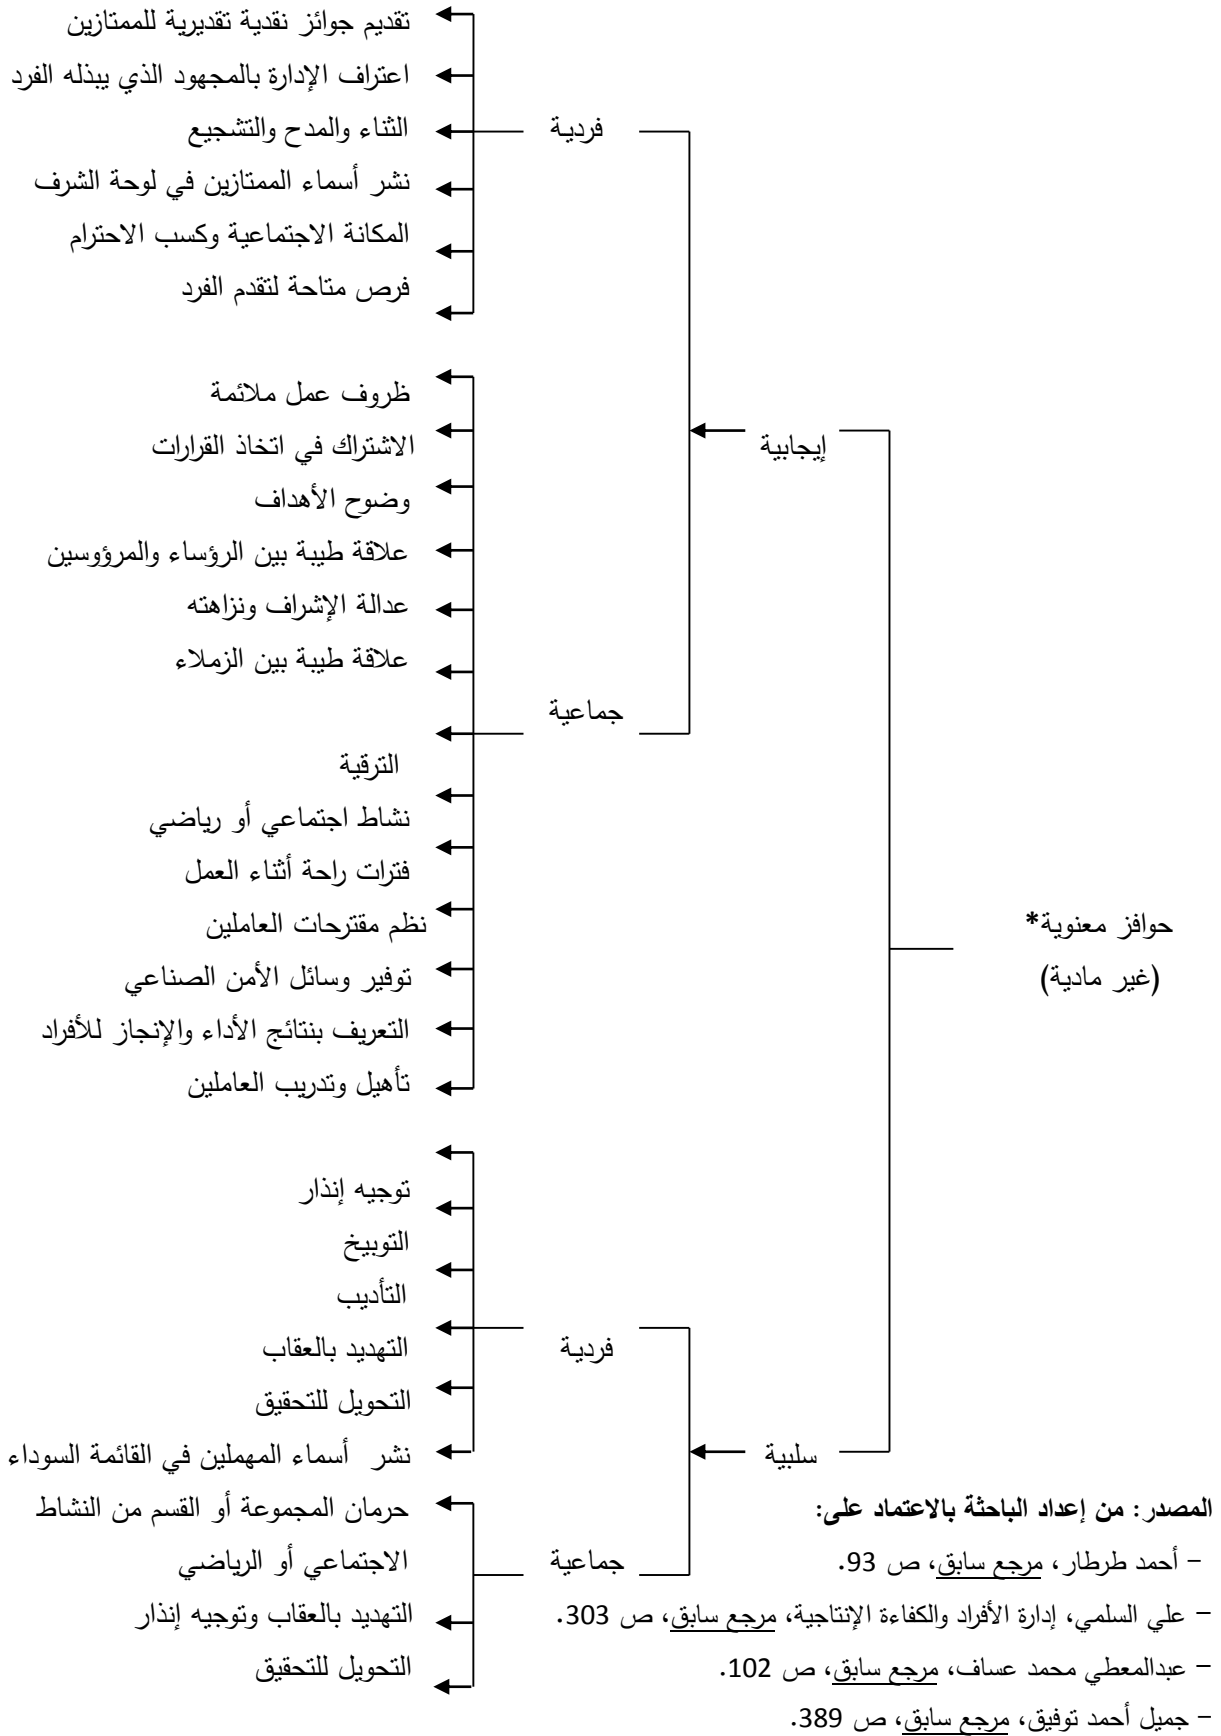 تقديم جوائز نقدية تقديرية للممتازين
اعتراف الإدارة بالمجهود الذي يبذله الفرد
فردية
الثناء والمدح والتشجيع
نشر أسماء الممتازين في لوحة الشرف
المكانة الاجتماعية وكسب الاحترام
فرص متاحة لتقدم الفرد
ظروف عمل ملائمة
إيجابية
الاشتراك في اتخاذ القرارات
وضوح الأهداف
علاقة طيبة بين الرؤساء والمرؤوسين
عدالة الإشراف ونزاهته
علاقة طيبة بين الزملاء
جماعية
الترقية
نشاط اجتماعي أو رياضي
فترات راحة أثناء العمل
حوافز معنوية*
نظم مقترحات العاملين
(غير مادية)
توفير وسائل الأمن الصناعي
التعريف بنتائج الأداء والإنجاز للأفراد
تأهيل وتدريب العاملين
توجيه إنذار
التوبيخ
التأديب
فردية
التهديد بالعقاب
التحويل للتحقيق
سلبية
نشر أسماء المهملين في القائمة السوداء
حرمان المجموعة أو القسم من النشاط
جماعية
الاجتماعي أو الرياضي
التهديد بالعقاب وتوجيه إنذار
التحويل للتحقيق
المصدر: من إعداد الباحثة بالاعتماد على:
– أحمد طرطار، مرجع سابق، ص 93.
– علي السلمي، إدارة الأفراد والكفاءة الإنتاجية، مرجع سابق، ص 303.
– عبدالمعطي محمد عساف، مرجع سابق، ص 102.
– جميل أحمد توفيق، مرجع سابق، ص 389.